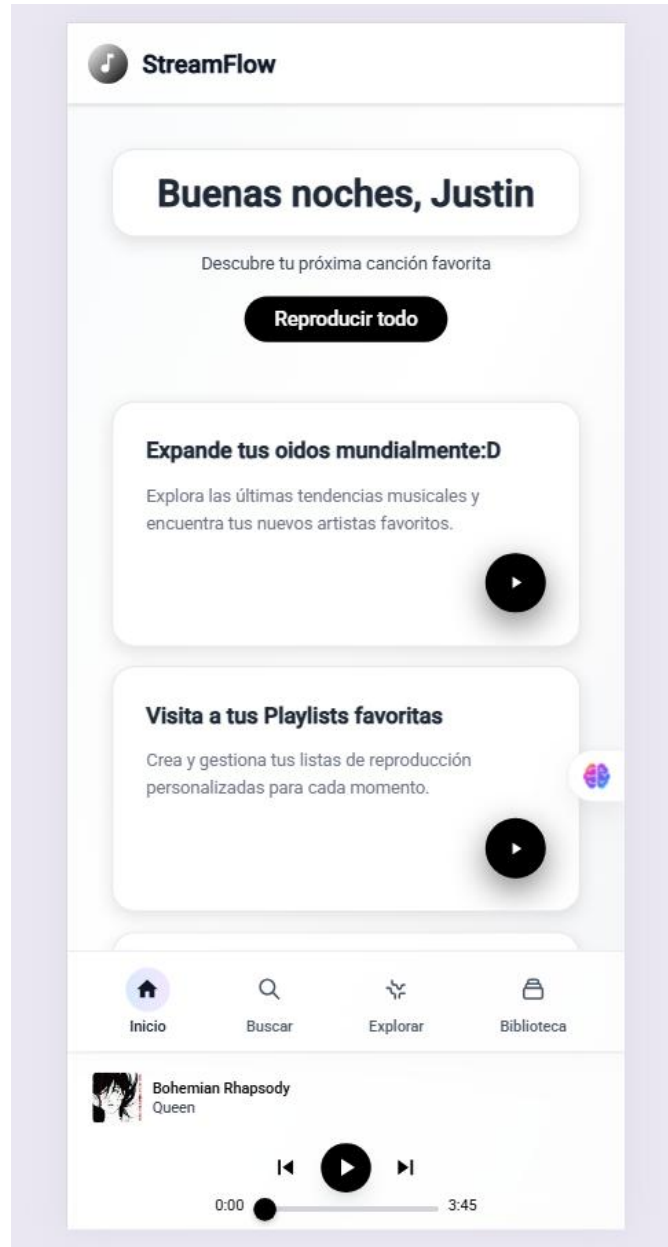 StreamFlow
Buenas noches, Justin
Descubre tu próxima canción favorita
Reproducir todo
Expande tus oidos mundialmente:D
Explora las últimas tendencias musicales y
encuentra tus nuevos artistas favoritos.
Visita a tus Playlists favoritas
Crea y gestiona tus listas de reproducción
personalizadas para cada momento.
Inicio Buscar Explorar Biblioteca
Bohemian Rhapsody
Queen
0:00 3:45